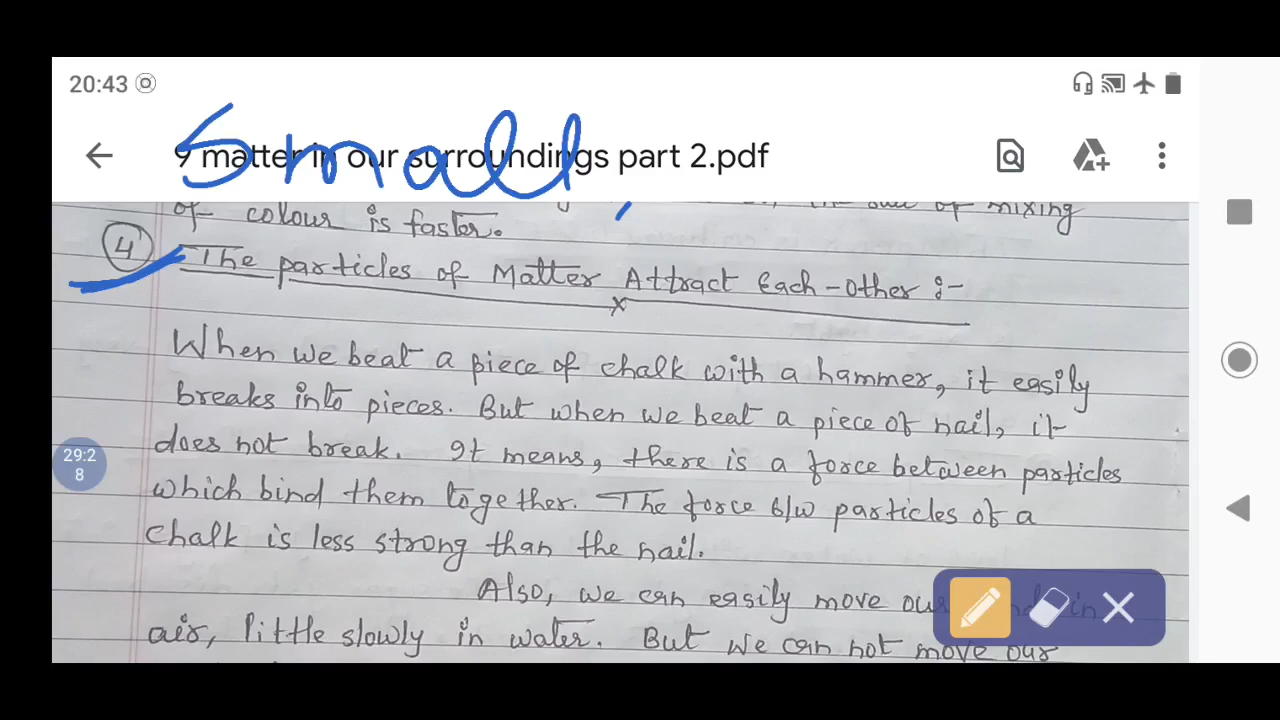 20:43
9 matter in our surroundings part 2.pdf
small
of mixing
of colour is faster.
4 The particles of Matter Attract Each-Other :-
When we beat a piece of chalk with a hammer, it easily
breaks into pieces. But when we beat a piece of nail, it
does not break. It means, there is a force between particles
which bind them together. The force b/w particles of a
chalk is less strong than the nail.
Also, we can easily move our in
air, little slowly in water. But we can not move our
29:2
8